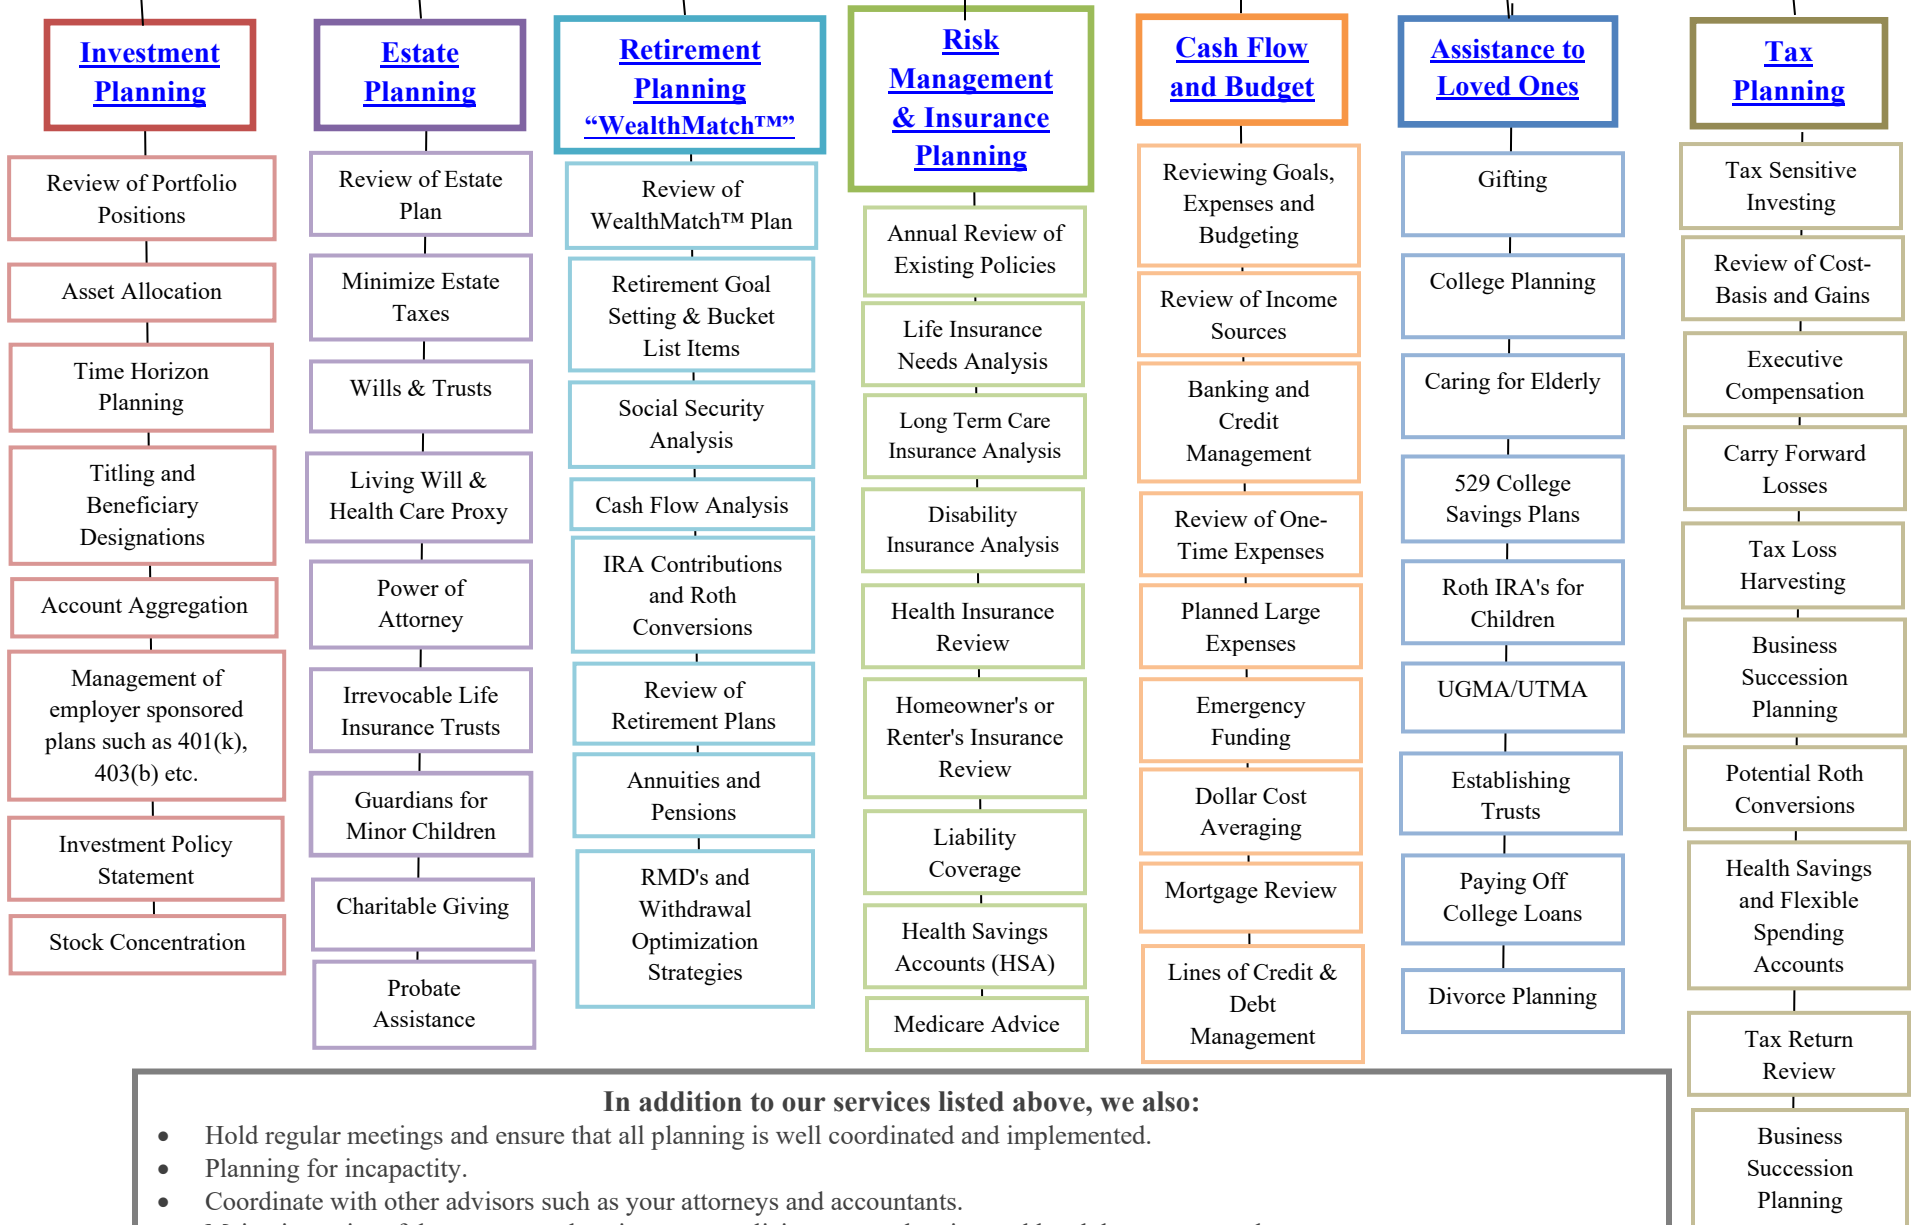 Investment
Planning
Review of Portfolio
Positions
Asset Allocation
Time Horizon
Planning
Titling and
Beneficiary
Designations
Account Aggregation
Management of
employer sponsored
plans such as 401(k),
403(b) etc.
Investment Policy
Statement
Stock Concentration
Estate
Planning
Review of Estate
Plan
Minimize Estate
Taxes
Wills & Trusts
Living Will &
Health Care Proxy
Power of
Attorney
Irrevocable Life
Insurance Trusts
Guardians for
Minor Children
Charitable Giving
Probate
Assistance
Retirement
Planning
“WealthMatch™”
Review of
WealthMatch™ Plan
Retirement Goal
Setting & Bucket
List Items
Social Security
Analysis
Cash Flow Analysis
IRA Contributions
and Roth
Conversions
Review of
Retirement Plans
Annuities and
Pensions
RMD's and
Withdrawal
Optimization
Strategies
Risk
Management
& Insurance
Planning
Annual Review of
Existing Policies
Life Insurance
Needs Analysis
Long Term Care
Insurance Analysis
Disability
Insurance Analysis
Health Insurance
Review
Homeowner's or
Renter's Insurance
Review
Liability
Coverage
Health Savings
Accounts (HSA)
Medicare Advice
Cash Flow
and Budget
Reviewing Goals,
Expenses and
Budgeting
Review of Income
Sources
Banking and
Credit
Management
Review of One-
Time Expenses
Planned Large
Expenses
Emergency
Funding
Dollar Cost
Averaging
Mortgage Review
Lines of Credit &
Debt
Management
Assistance to
Loved Ones
Gifting
College Planning
Caring for Elderly
529 College
Savings Plans
Roth IRA's for
Children
UGMA/UTMA
Establishing
Trusts
Paying Off
College Loans
Divorce Planning
Tax
Planning
Tax Sensitive
Investing
Review of Cost-
Basis and Gains
Executive
Compensation
Carry Forward
Losses
Tax Loss
Harvesting
Business
Succession
Planning
Potential Roth
Conversions
Health Savings
and Flexible
Spending
Accounts
Tax Return
Review
Business
Succession
Planning
In addition to our services listed above, we also:
• Hold regular meetings and ensure that all planning is well coordinated and implemented.
• Planning for incapactity.
• Coordinate with other advisors such as your attorneys and accountants.